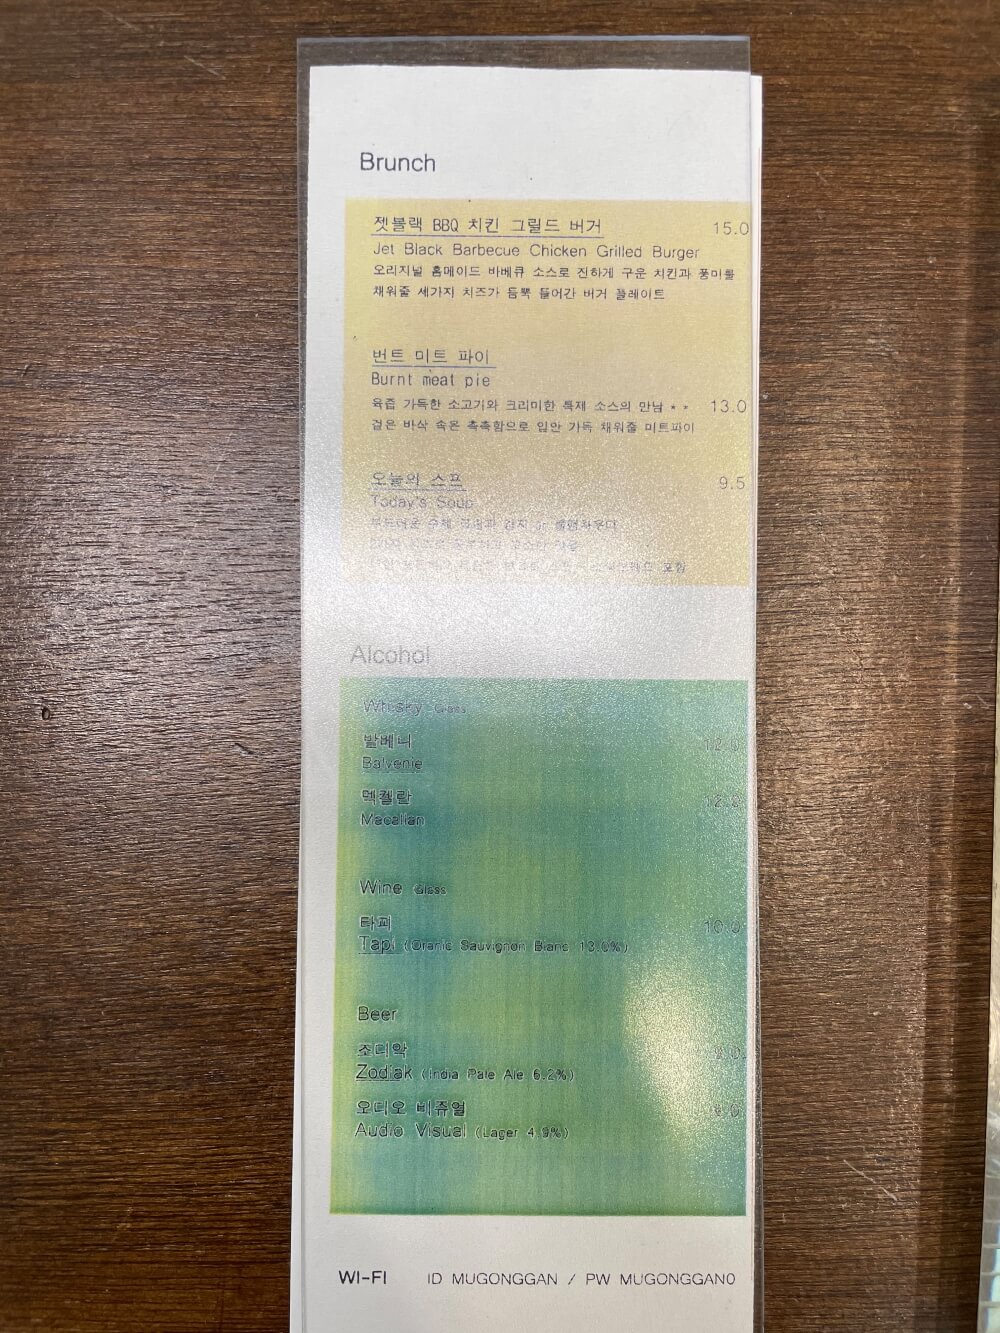 Brunch
젯블랙 BBQ 치킨 그릴드 버거 15.0
Jet Black Barbecue Chicken Grilled Burger
오리지널 홈메이드 바베큐 소스로 진하게 구운 치킨과 풍미를
채워줄 세가지 치즈가 듬뿍 들어간 버거 플레이트
번트 미트 파이
Burnt meat pie
육즙 가득한 소고기와 크리미한 특제 소스의 만남 ** 13.0
겉은 바삭 속은 촉촉함으로 입안 가득 채워줄 미트파이
오늘의 스프 9.5
Today's Soup
or
포함
Alcohol
Whisky Glass
발베니 12.0
Balvenie
맥켈란 12.0
Macallan
Wine Glass
타피 10.0
Tapi (Oranic Sauvignon Blanc 13.0%)
Beer
조디악
Zodiak (India Pale Ale 6.2%)
오디오 비쥬얼
Audio Visual (Lager 4.9%)
WI-FI ID MUGONGGAN / PW MUGONGGAN0